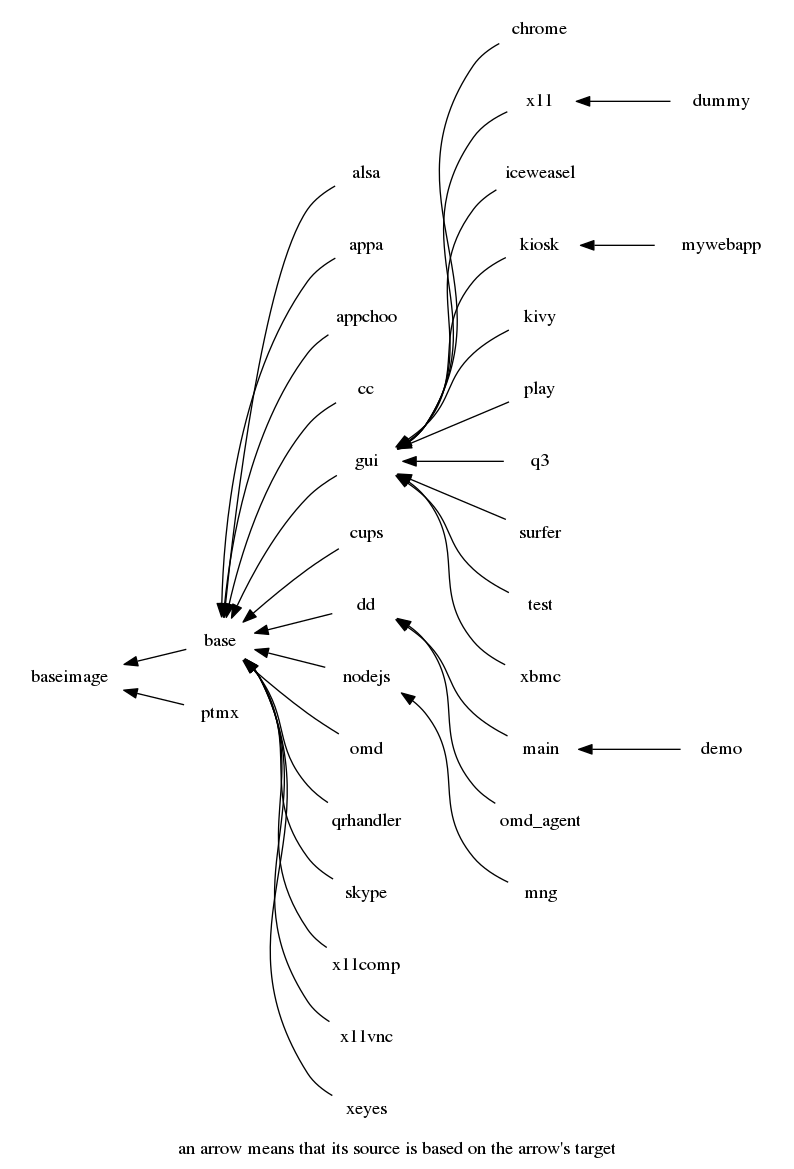 chrome
x11
dummy
alsa
iceweasel
appa
kiosk
mywebapp
appchoo
kivy
cc
play
gui
q3
cups
surfer
dd
test
base
baseimage
nodejs
xbmc
ptmx
omd
main
demo
qrhandler
omd_agent
skype
mng
x11comp
x11vnc
xeyes
an arrow means that its source is based on the arrow's target